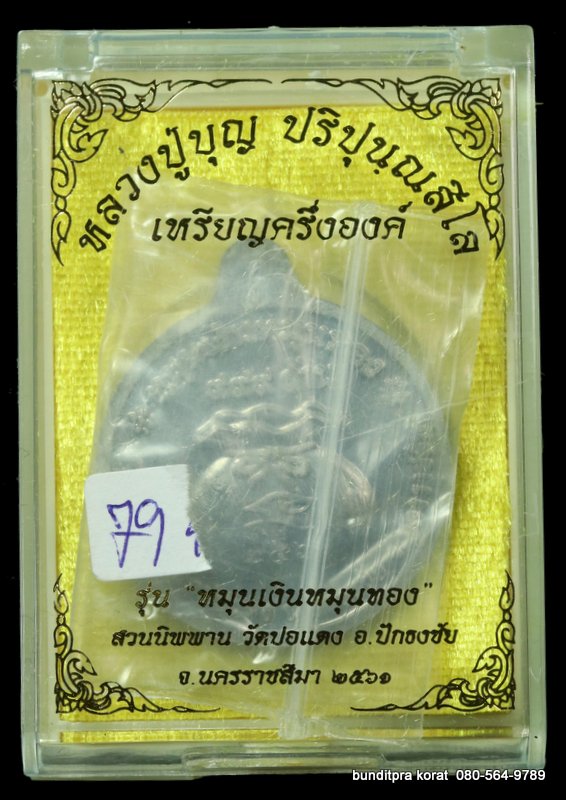 หลวงปู่บุญ ปริปุนฺณสีโล
เหรียญครึ่งองค์
79
รุ่น "หมุนเงินหมุนทอง"
สวนนิพพาน วัดปอแดง อ.ปักธงชัย
จ.นครราชสีมา ๒๕๖๑
bunditpra korat 080-564-9789